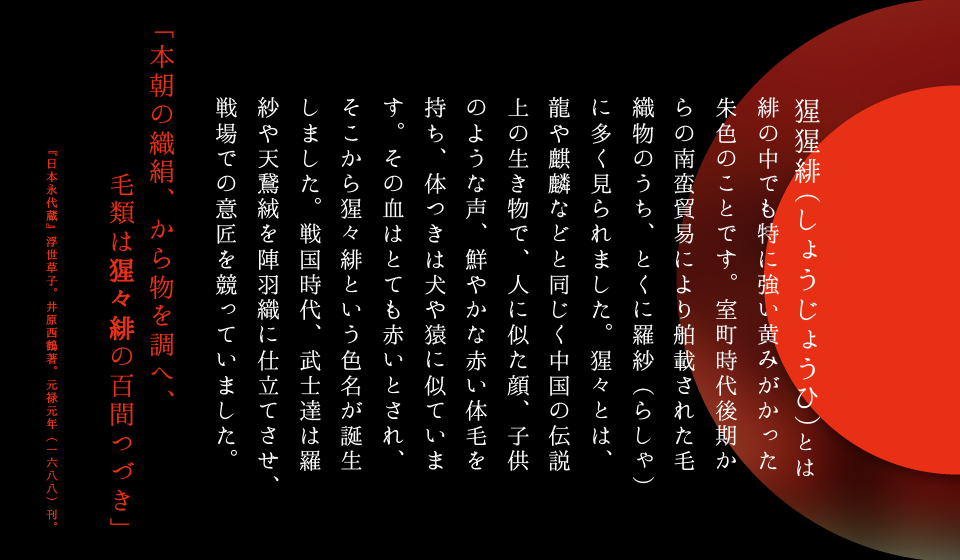 猩猩緋（しょうじょうひ）とは
緋の中でも特に強い黄みがかった
朱色のことです。室町時代後期か
らの南蛮貿易により舶載された毛
織物のうち、とくに羅紗（らしゃ）
に多く見られました。猩々とは、
龍や麒麟などと同じく中国の伝説
上の生き物で、人に似た顔、子供
のような声、鮮やかな赤い体毛を
持ち、体つきは犬や猿に似ていま
す。その血はとても赤いとされ、
そこから猩々緋という色名が誕生
しました。戦国時代、武士達は羅
紗や天鵞絨を陣羽織に仕立てさせ、
戦場での意匠を競っていました。
「本朝の織絹、から物を調へ、
毛類は猩々緋の百間つづき」
『日本永代蔵』浮世草子。井原西鶴著。元禄元年（一六八八）刊。